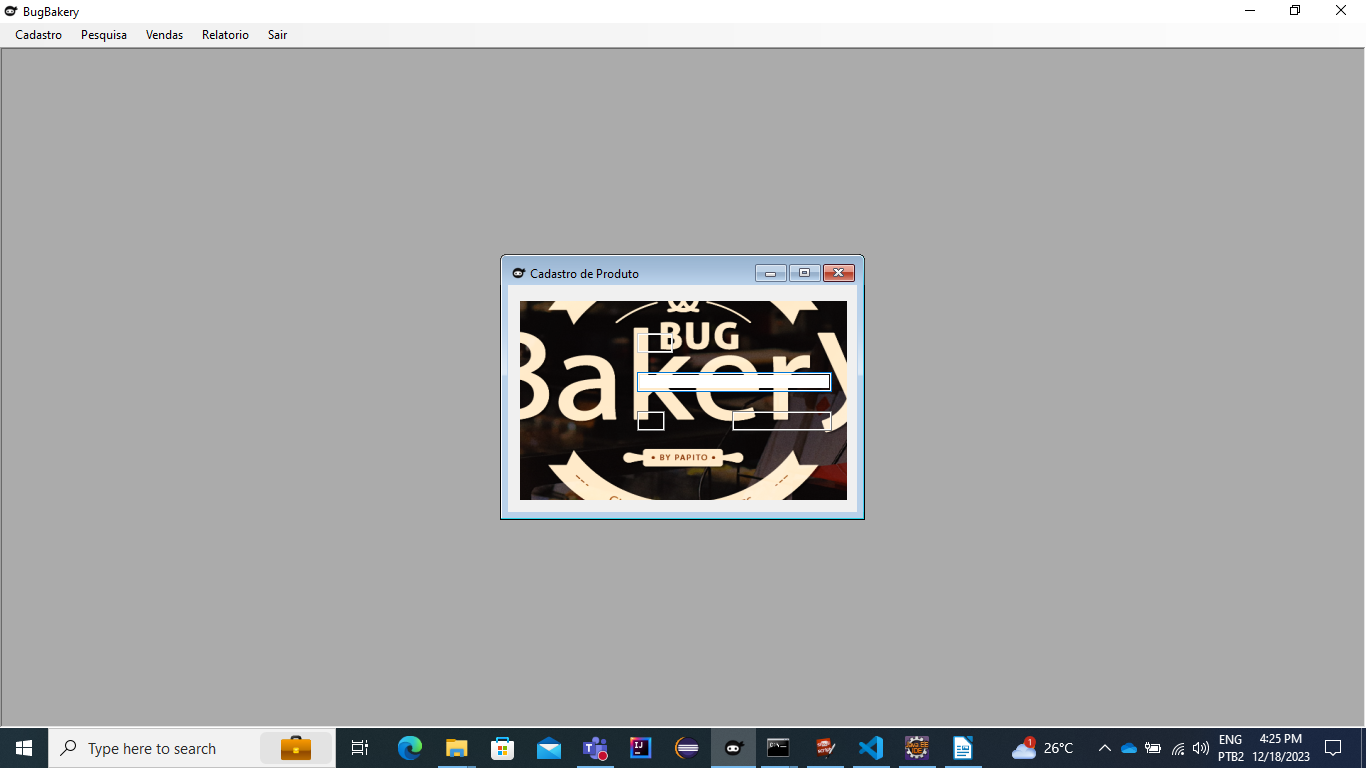 BugBakery
Cadastro Pesquisa Vendas Relatorio Sair
Cadastro de Produto
BUG
Bakery
• BY PAPITO •
Type here to search
26°C
ENG
PTB2
4:25 PM
12/18/2023